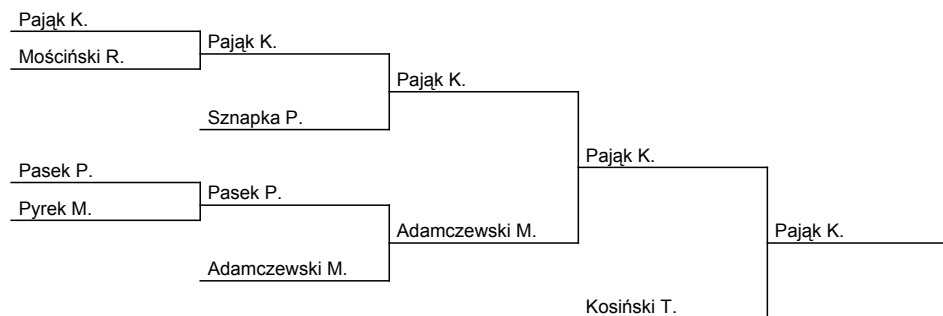 Pająk K.
Mościński R.
Pająk K.
Sznapka P.
Pająk K.
Pasek P.
Pyrek M.
Pasek P.
Adamczewski M.
Adamczewski M.
Pająk K.
Kosiński T.
Pająk K.